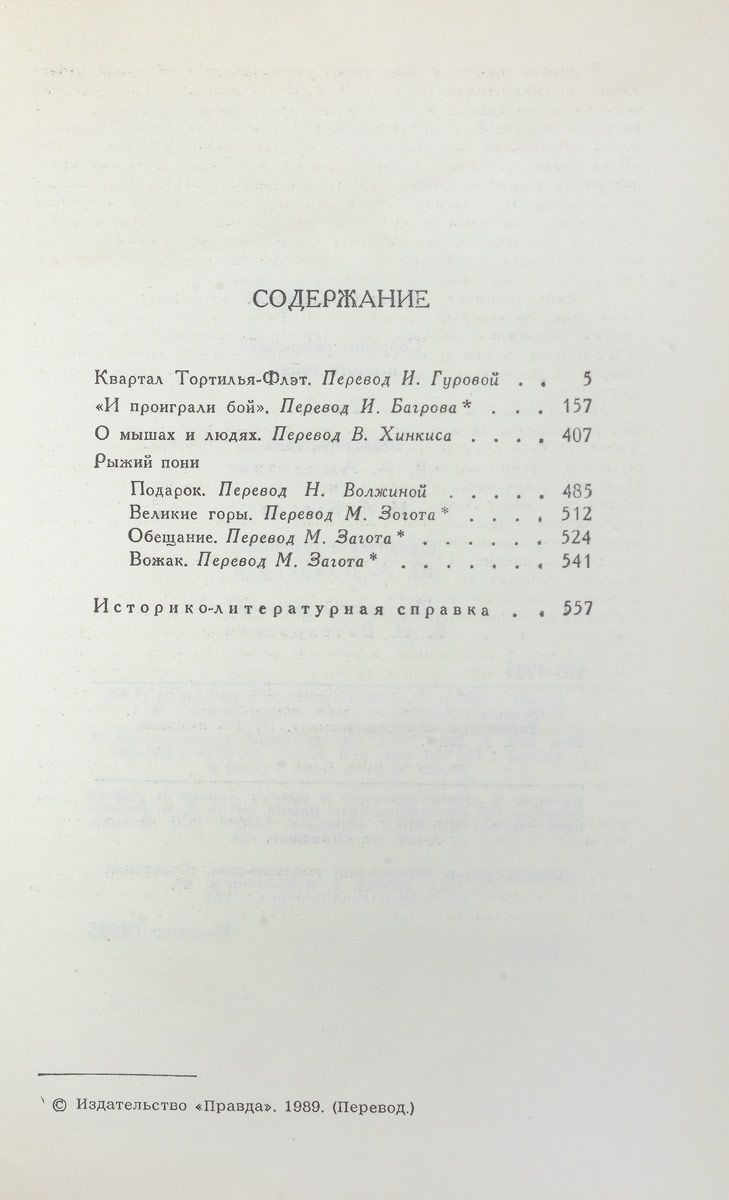 СОДЕРЖАНИЕ
Квартал Тортилья-Флэт. Перевод И. Гуровой . . 5
«И проиграли бой». Перевод И. Багрова* . . . 157
О мышах и людях. Перевод В. Хинкиса . . . . 407
Рыжий пони
Подарок. Перевод Н. Волжиной . . . . . 485
Великие горы. Перевод М. Зогота* . . . . 512
Обещание. Перевод М. Загота* . . . . . . 524
Вожак. Перевод М. Загота* . . . . . . . 541
Историко-литературная справка . . 557
© Издательство «Правда». 1989. (Перевод.)